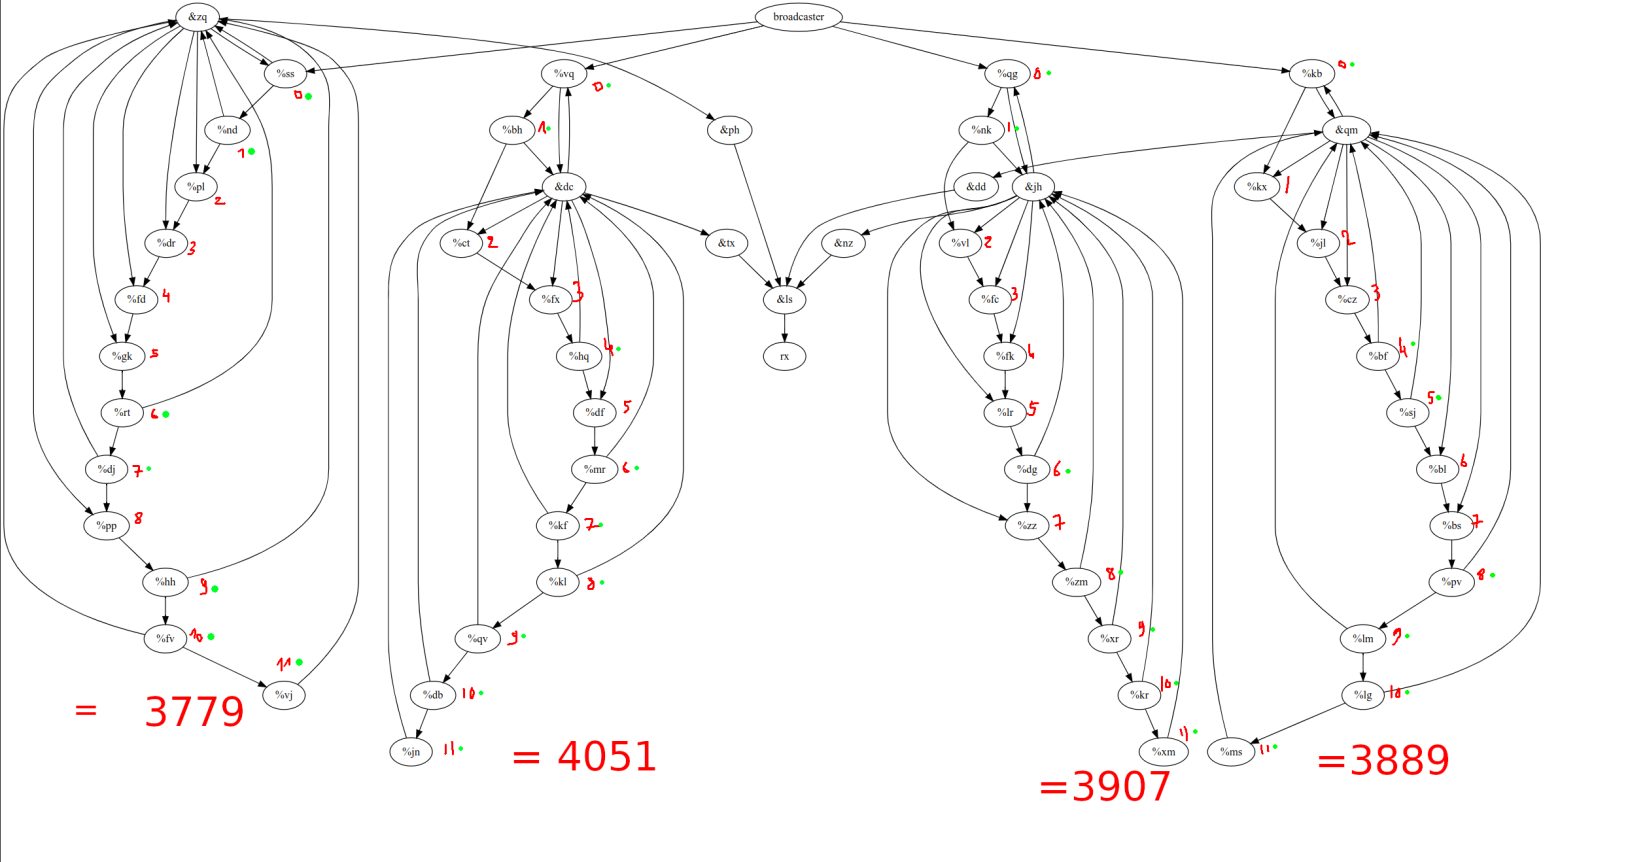 &zq
broadcaster
%ss
0
%vq
0
%qg
0
%kb
0
%nd
1
%bh
1
&ph
%nk
1
&qm
%pl
2
&dc
&dd
&jh
%kx
1
%dr
3
%ct
2
&tx
&nz
%vl
2
%jl
2
%fd
4
%fx
3
&ls
%fc
3
%cz
3
%gk
5
%hq
4
rx
%fk
4
%bf
4
%rt
6
%df
5
%lr
5
%sj
5
%dj
7
%mr
6
%dg
6
%bl
6
%pp
8
%kf
7
%zz
7
%bs
7
%hh
9
%kl
8
%zm
8
%pv
8
%fv
10
%qv
9
%xr
9
%lm
9
%vj
11
%db
10
%kr
10
%lg
10
= 3779
%jn
11
= 4051
%xm
11
%ms
11
=3889
=3907